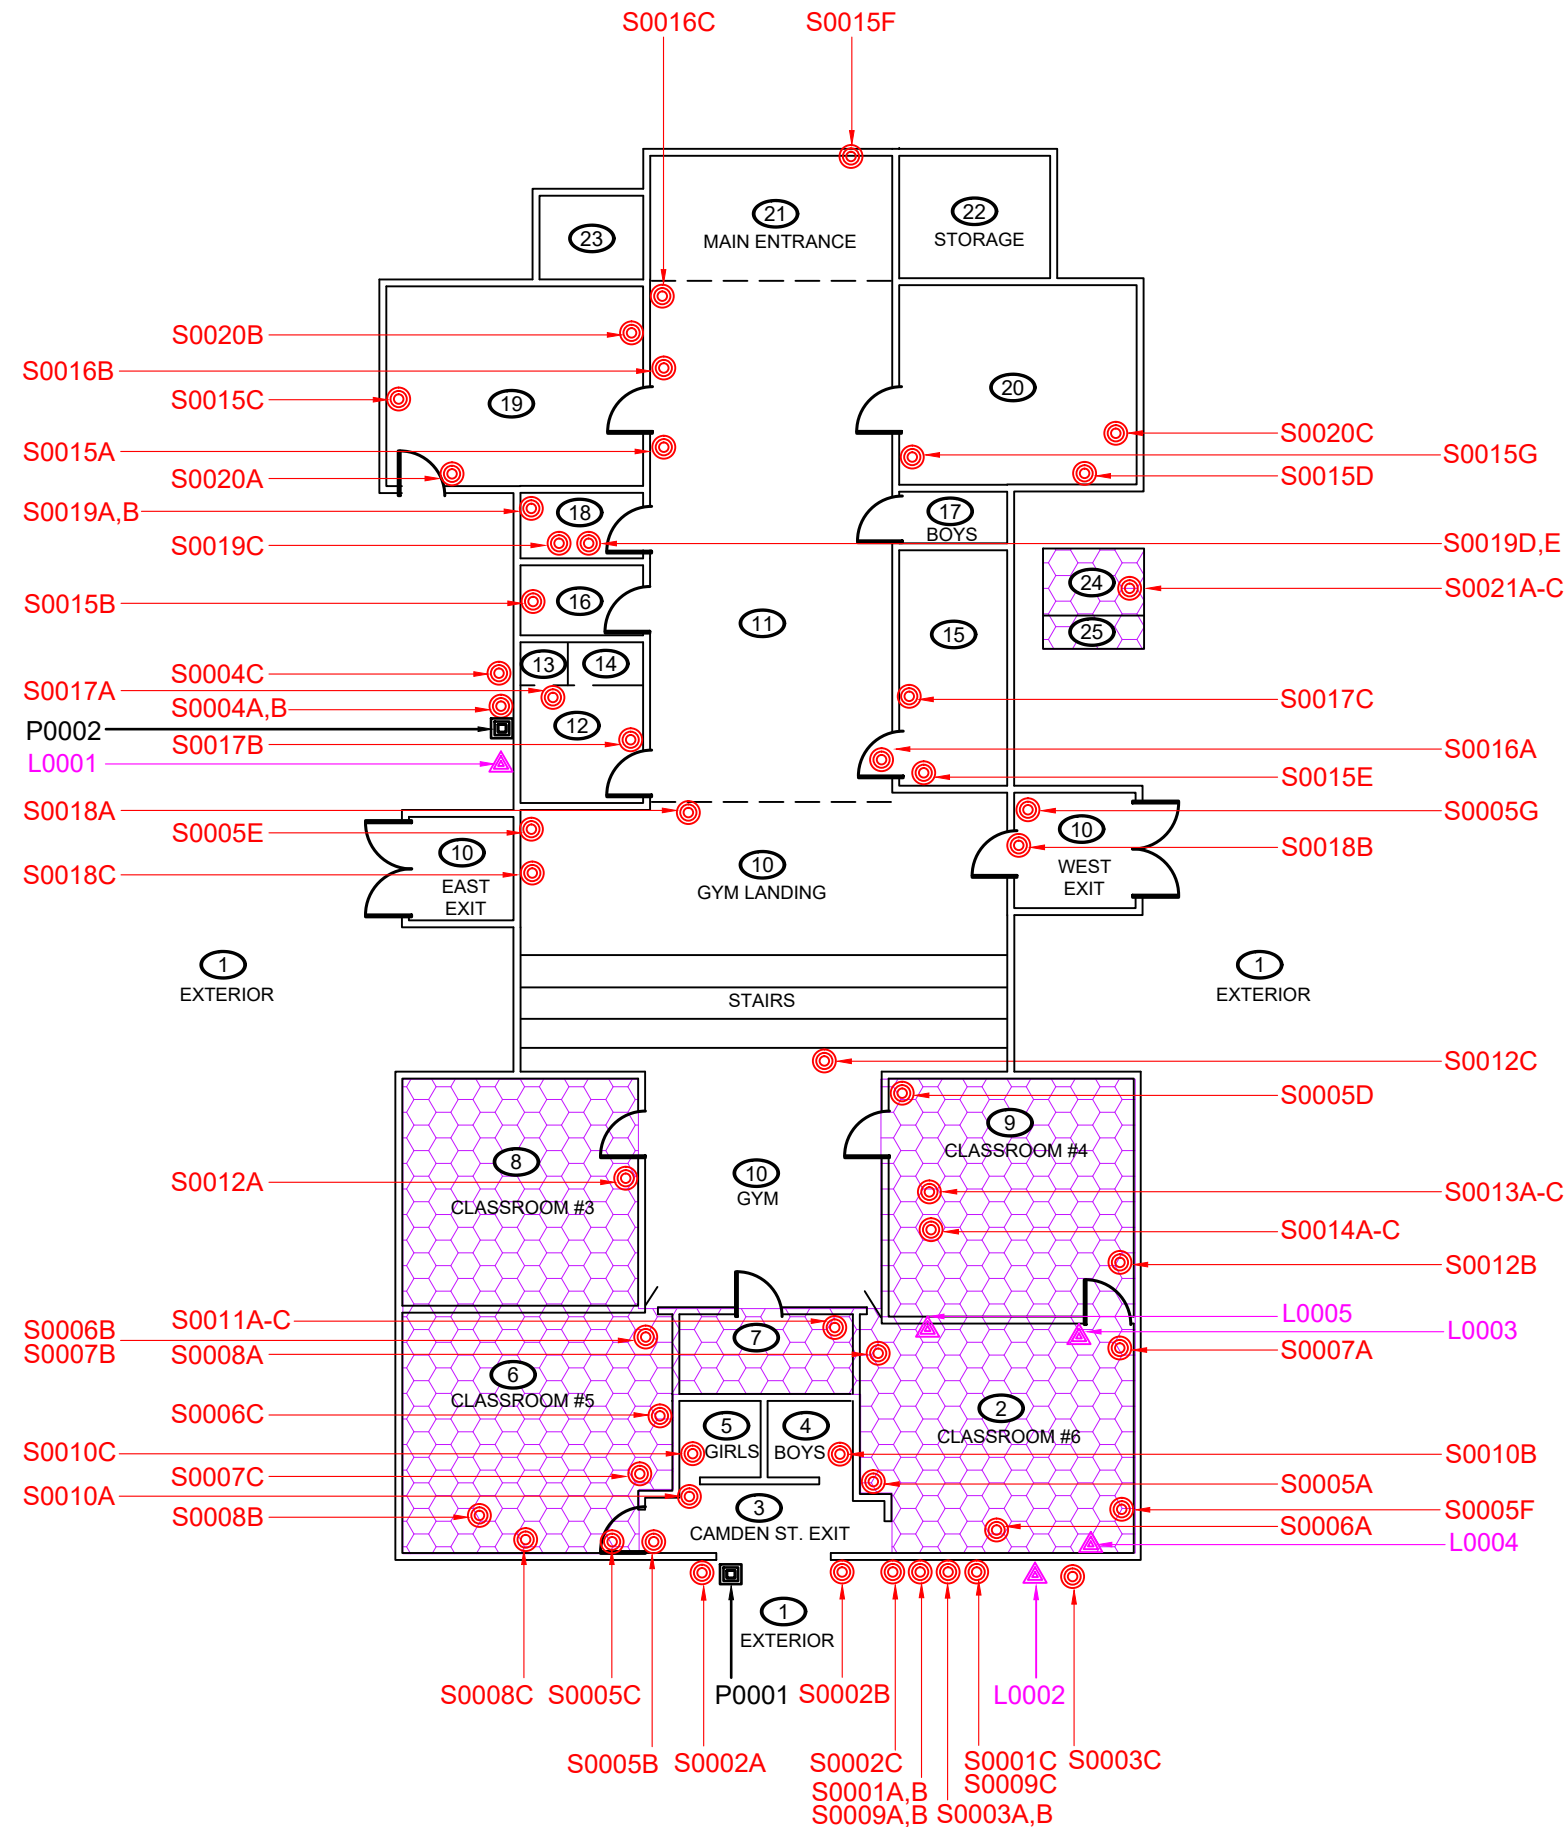 S0016C
S0015F
21
MAIN ENTRANCE
22
STORAGE
23
S0020B
S0016B
S0015C
19
20
S0015A
S0020A
S0020C
S0015G
S0015D
S0019A,B
18
17
BOYS
S0019C
S0019D,E
24
S0021A-C
S0015B
16
11
15
25
13
14
S0004C
S0017A
S0004A,B
P0002
S0017B
L0001
12
S0017C
S0016A
S0015E
S0018A
S0005E
S0018C
10
EAST
EXIT
10
GYM LANDING
10
WEST
EXIT
S0005G
S0018B
1
EXTERIOR
1
EXTERIOR
STAIRS
S0012C
S0005D
9
CLASSROOM #4
8
CLASSROOM #3
S0012A
10
GYM
S0013A-C
S0014A-C
S0012B
L0005
L0003
S0011A-C
S0006B
S0007B
S0008A
7
S0007A
6
CLASSROOM #5
2
CLASSROOM #6
S0006C
5
GIRLS
4
BOYS
S0010C
S0010B
S0007C
S0005A
S0010A
S0008B
3
CAMDEN ST. EXIT
S0005F
S0006A
L0004
1
EXTERIOR
S0008C
S0005C
P0001
S0002B
L0002
S0005B
S0002A
S0002C
S0001A,B
S0009A,B
S0001C
S0009C
S0003A,B
S0003C